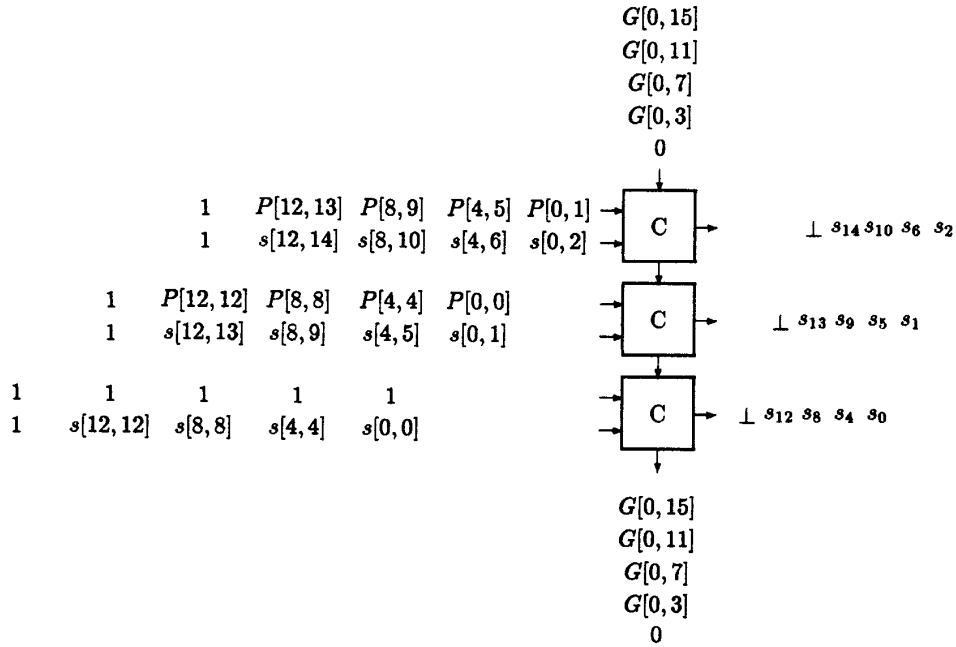 G[0, 15]
G[0, 11]
G[0, 7]
G[0, 3]
0
1 P[12, 13] P[8, 9] P[4, 5] P[0, 1]
1 s[12, 14] s[8, 10] s[4, 6] s[0, 2]
C
⊥ s14 s10 s6 s2
1 P[12, 12] P[8, 8] P[4, 4] P[0, 0]
1 s[12, 13] s[8, 9] s[4, 5] s[0, 1]
C
⊥ s13 s9 s5 s1
1 1 1 1 1
1 s[12, 12] s[8, 8] s[4, 4] s[0, 0]
C
⊥ s12 s8 s4 s0
G[0, 15]
G[0, 11]
G[0, 7]
G[0, 3]
0